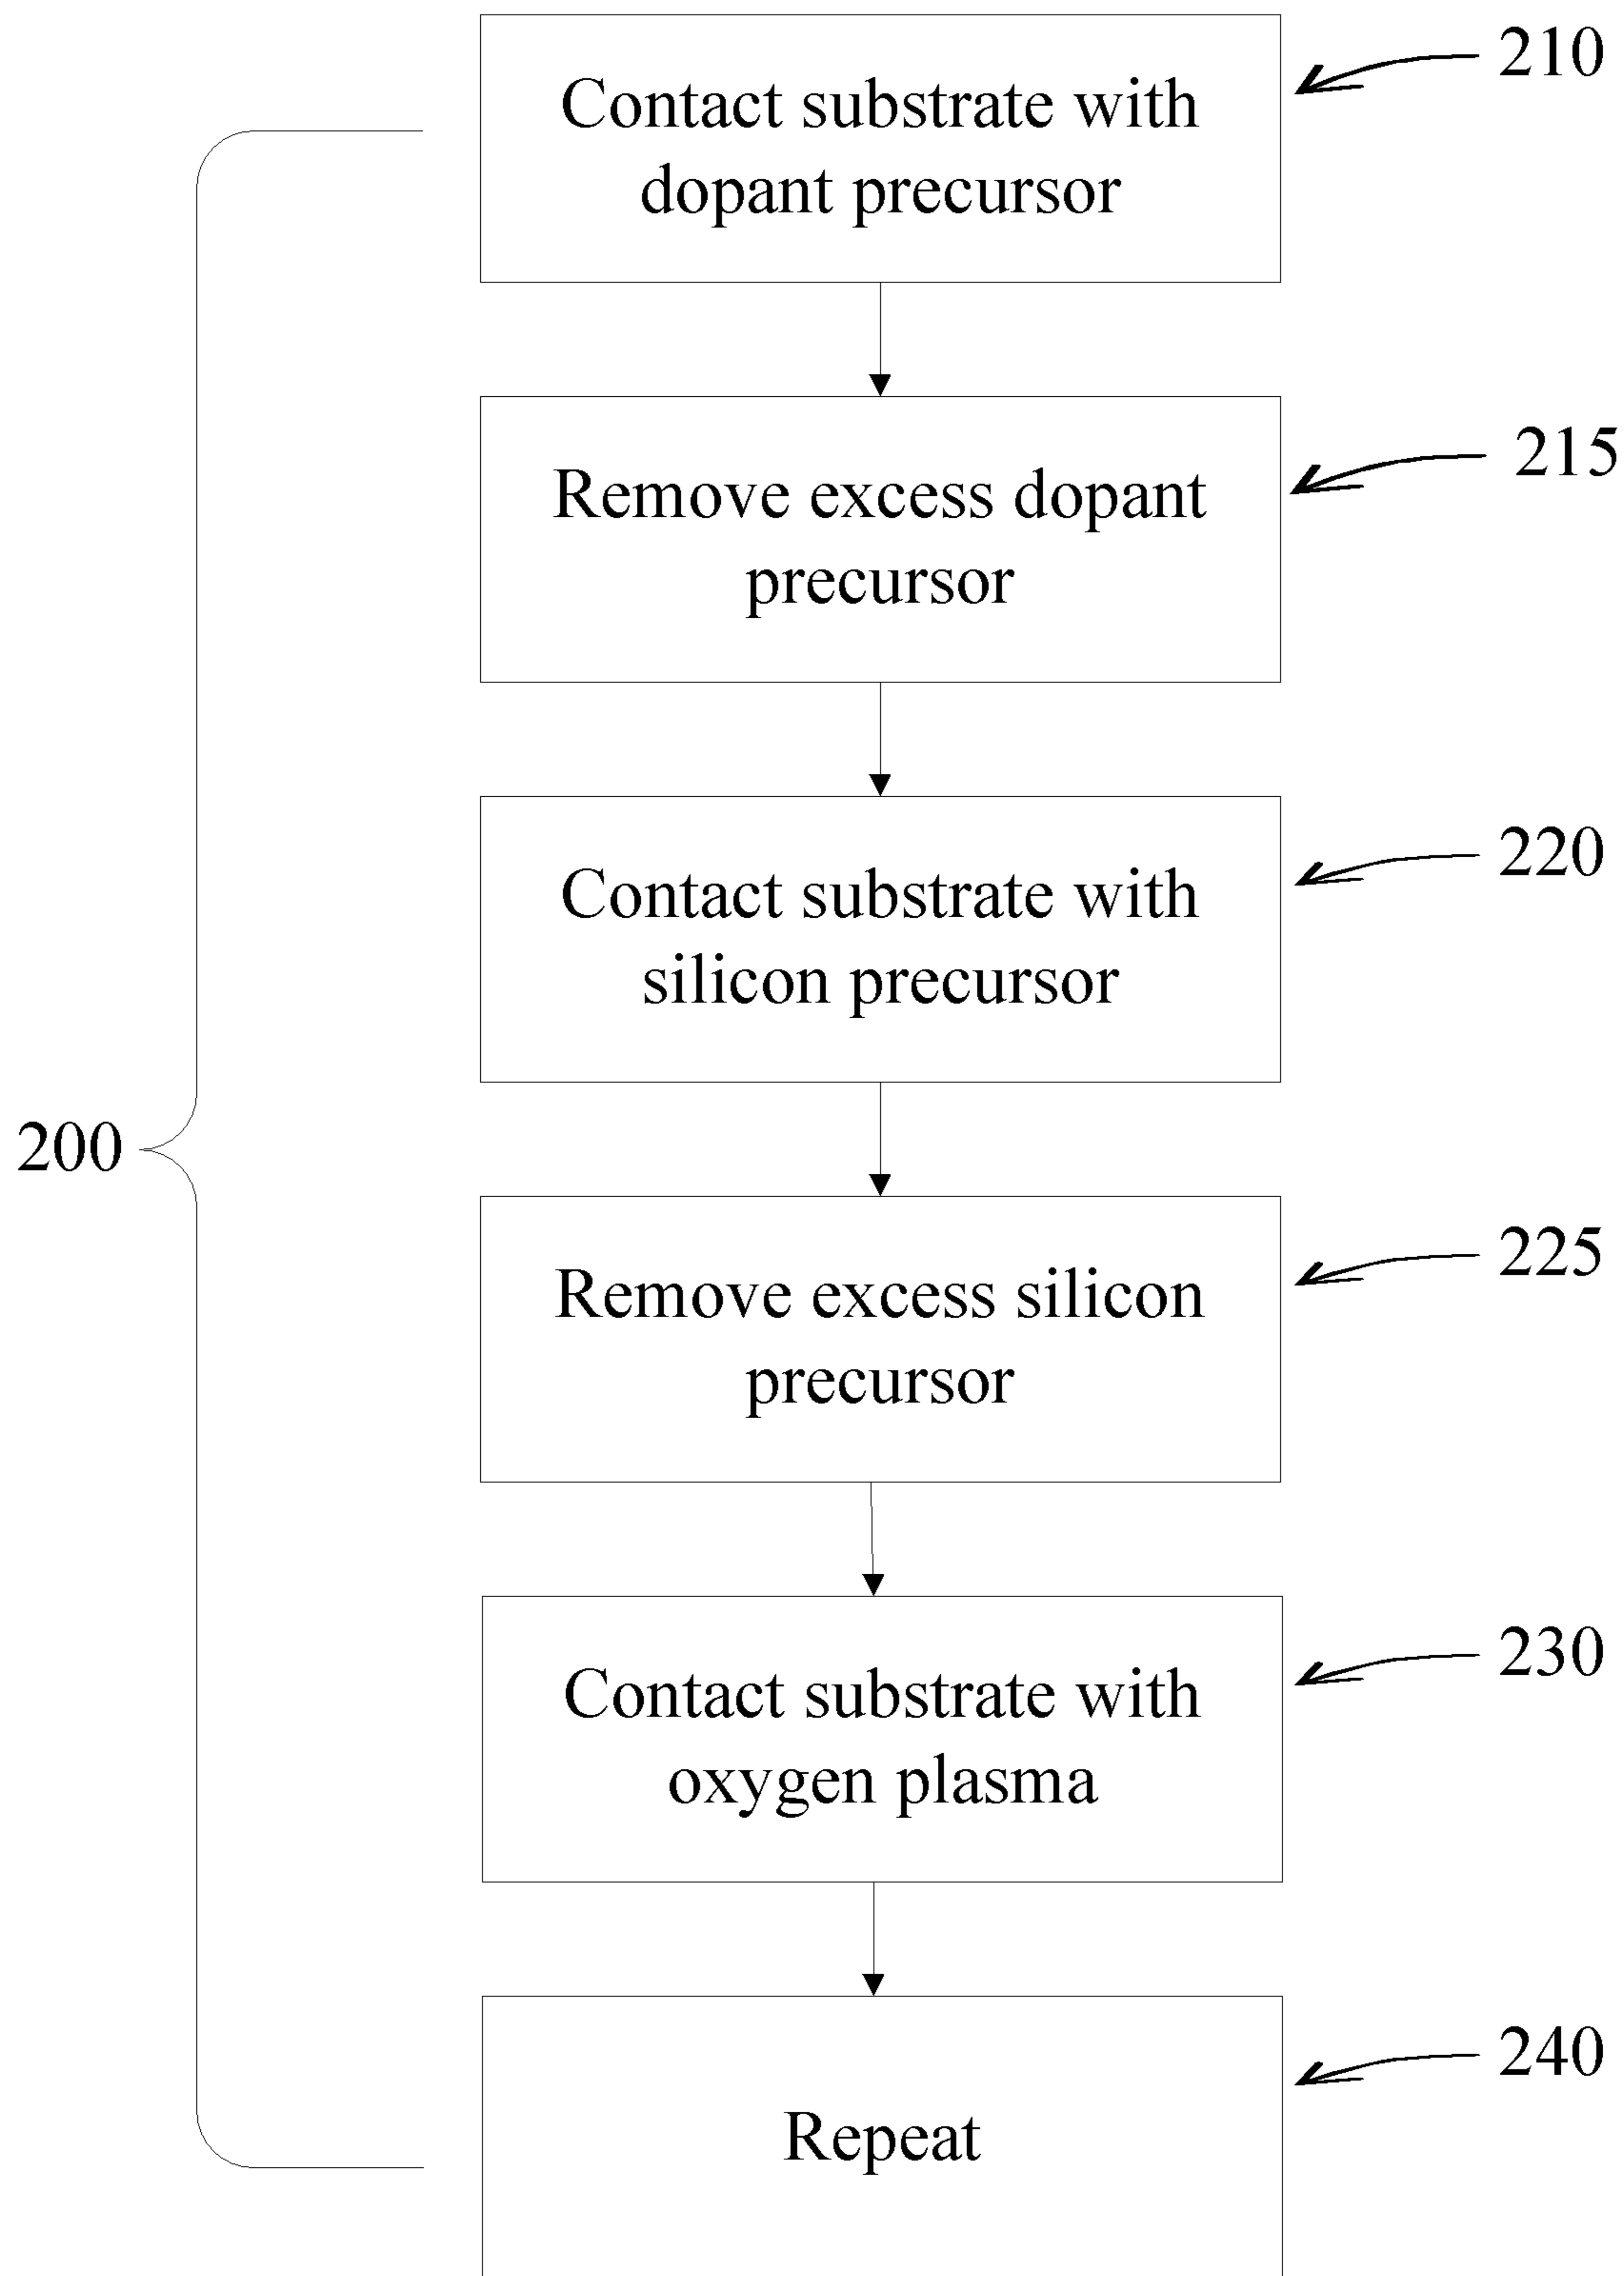 210
Contact substrate with
dopant precursor
215
Remove excess dopant
precursor
220
Contact substrate with
silicon precursor
200
225
Remove excess silicon
precursor
230
Contact substrate with
oxygen plasma
240
Repeat